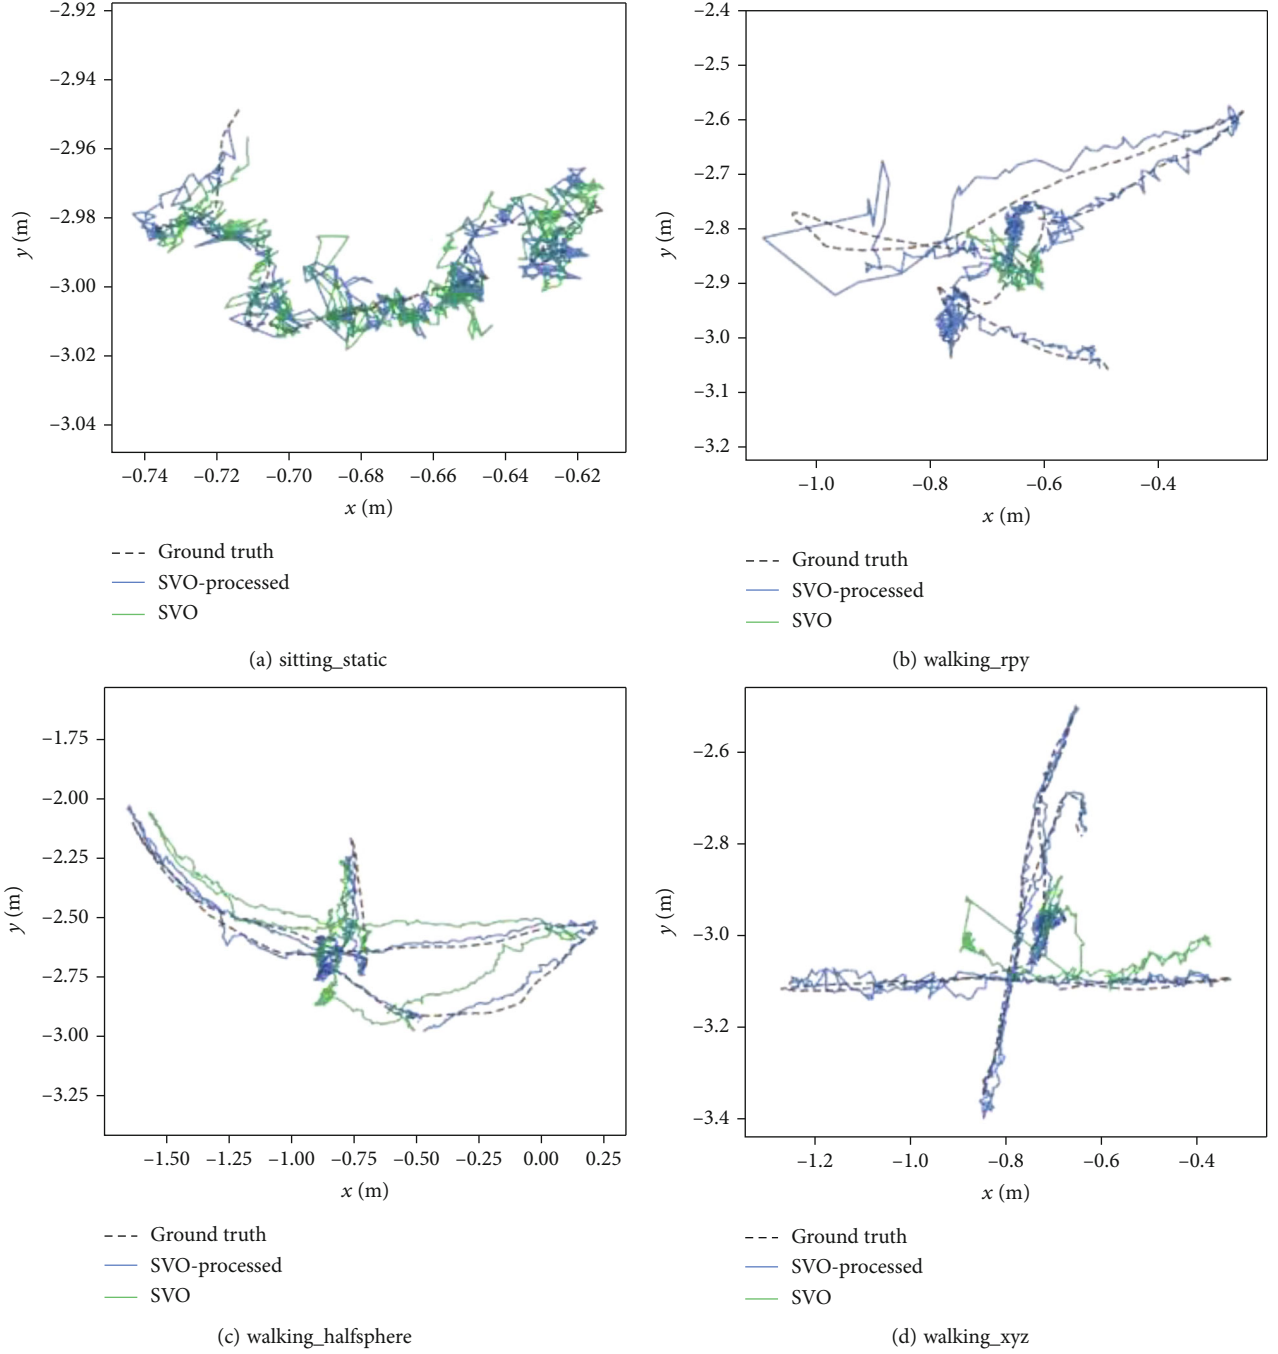 −2.92
−2.94
−2.96
−2.98
−3.00
−3.02
−3.04
y (m)
−0.74 −0.72 −0.70 −0.68 −0.66 −0.64 −0.62
x (m)
Ground truth
SVO-processed
SVO
(a) sitting_static
−2.4
−2.5
−2.6
−2.7
−2.8
−2.9
−3.0
−3.1
−3.2
y (m)
−1.0 −0.8 −0.6 −0.4
x (m)
Ground truth
SVO-processed
SVO
(b) walking_rpy
−1.75
−2.00
−2.25
−2.50
−2.75
−3.00
−3.25
y (m)
−1.50 −1.25 −1.00 −0.75 −0.50 −0.25 0.00 0.25
x (m)
Ground truth
SVO-processed
SVO
(c) walking_halfsphere
−2.6
−2.8
−3.0
−3.2
−3.4
y (m)
−1.2 −1.0 −0.8 −0.6 −0.4
x (m)
Ground truth
SVO-processed
SVO
(d) walking_xyz